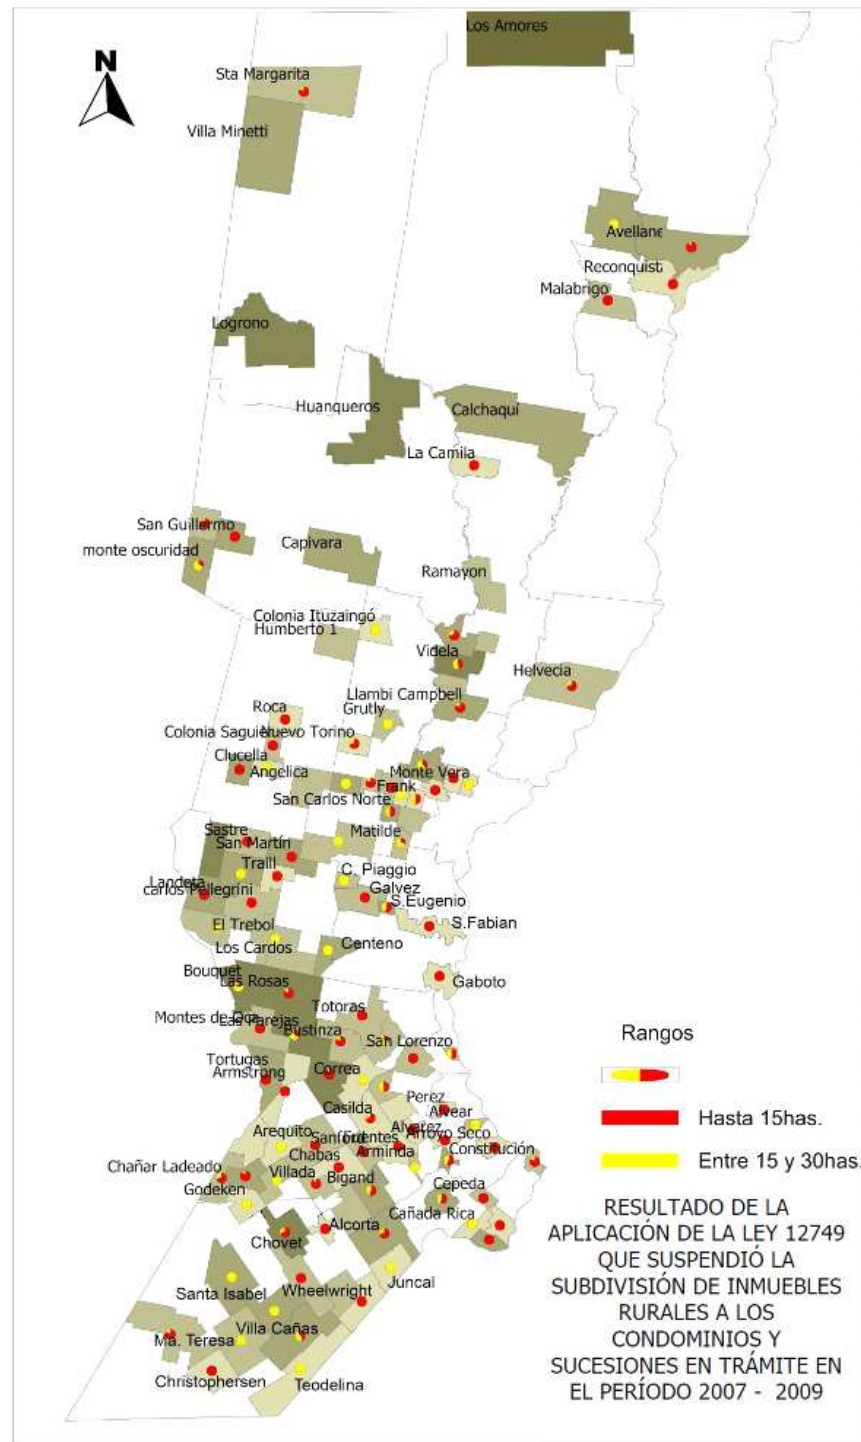 Los Amores
N
Sta Margarita
Villa Minetti
Avellane
Reconquist
Malabrigo
Logrono
Huanqueros
Calchaquí
La Camila
San Guillermo
monte oscuridad
Capivara
Ramayon
Colonia Ituzaingó
Humberto 1
Videla
Helvecia
Llambi Campbell
Grutly
Roca
Colonia Saguie
Nuevo Torino
Clucella
Angelica
Monte Vera
Frank
San Carlos Norte
Sastre
San Martín
Matilde
Traill
Landeta
carlos Pellegrini
C. Piaggio
Galvez
S.Eugenio
El Trebol
S.Fabian
Los Cardos
Centeno
Bouquet
Las Rosas
Gaboto
Totoras
Montes de Oca
Las Parejas
Bustinza
San Lorenzo
Rangos
Tortugas
Armstrong
Correa
Perez
Hasta 15has.
Casilda
Alvear
Arequito
Sanford
Fuentes
Alvarez
Arroyo Seco
Chabas
Arminda
Constitución
Entre 15 y 30has.
Chañar Ladeado
Villada
Bigand
Godeken
Cepeda
Cañada Rica
Alcorta
Chovet
Juncal
Santa Isabel
Wheelwright
Villa Cañas
Ma. Teresa
Christophersen
Teodelina
RESULTADO DE LA
APLICACIÓN DE LA LEY 12749
QUE SUSPENDIÓ LA
SUBDIVISIÓN DE INMUEBLES
RURALES A LOS
CONDOMINIOS Y
SUCESIONES EN TRÁMITE EN
EL PERÍODO 2007 - 2009